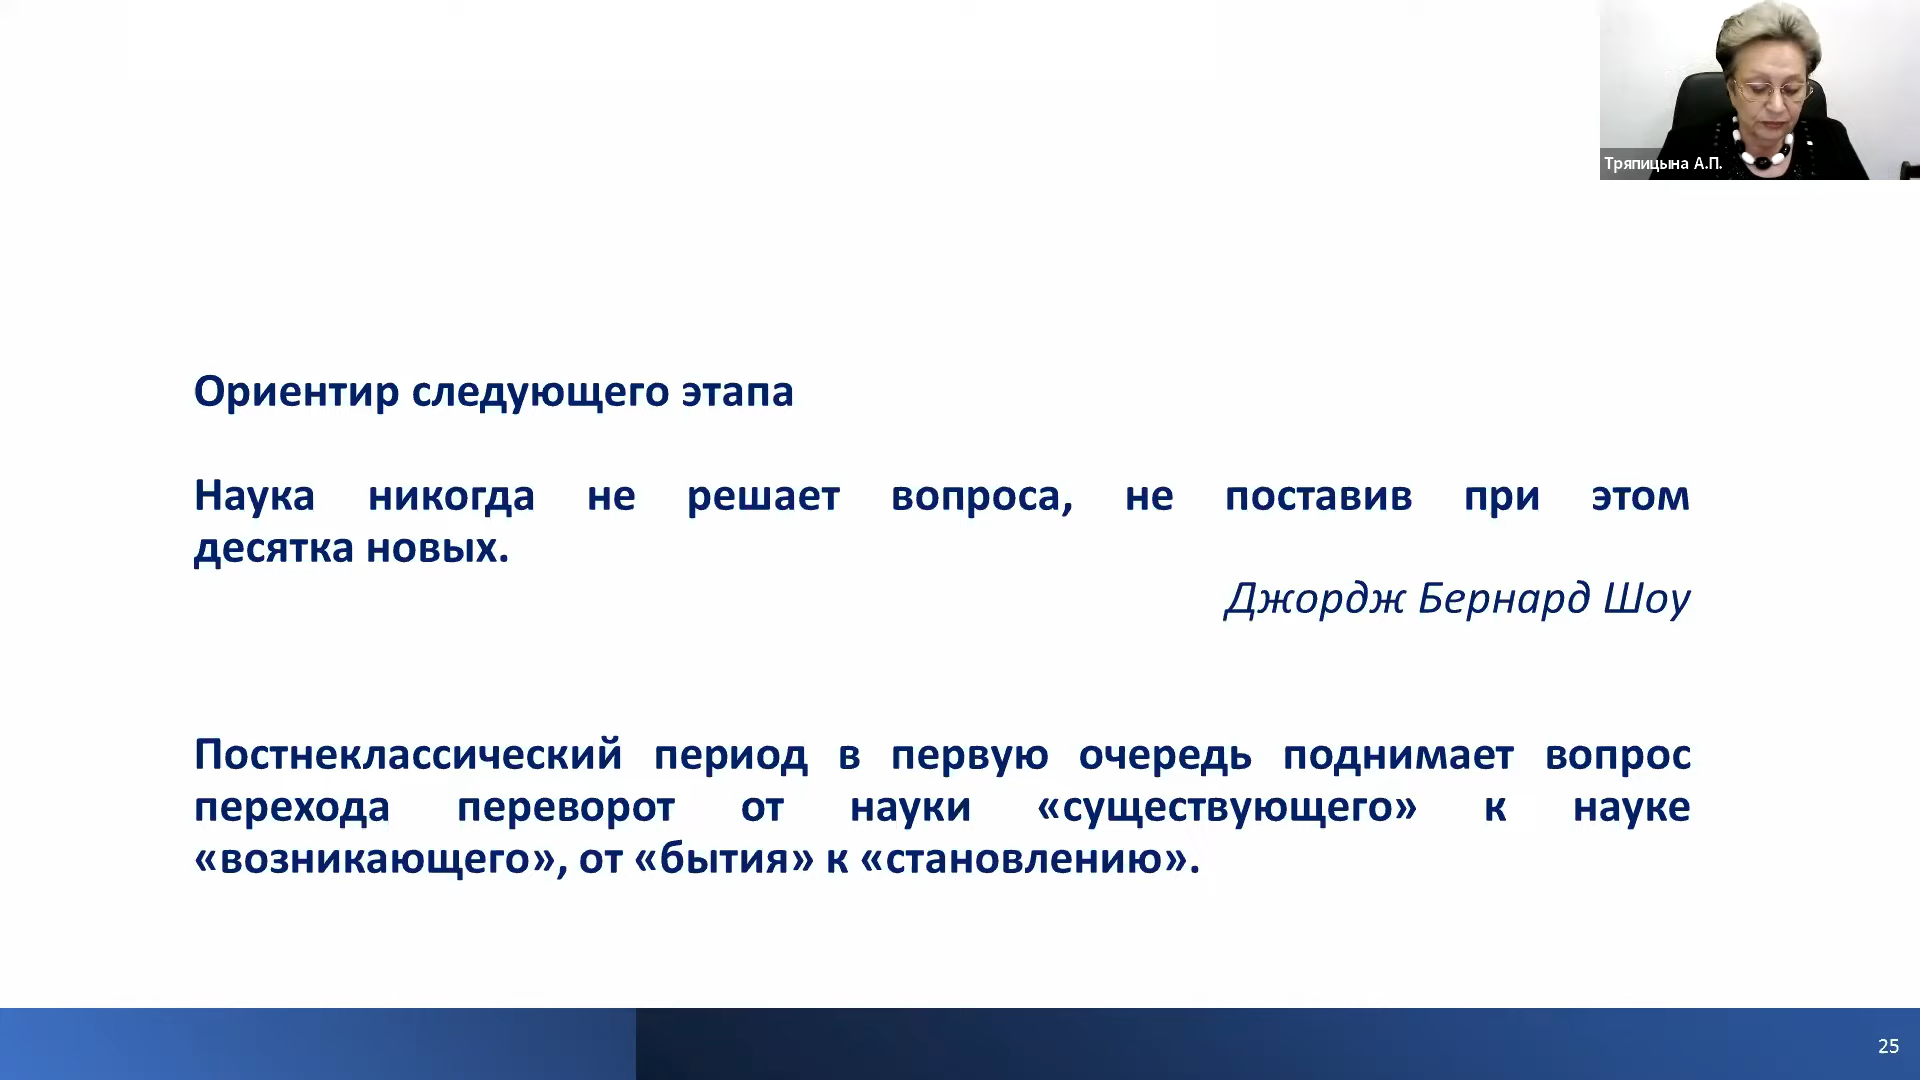 Тряпицына А.П.
Ориентир следующего этапа
Наука никогда не решает вопроса, не поставив при этом
десятка новых.
Джордж Бернард Шоу
Постнеклассический период в первую очередь поднимает вопрос
перехода переворот от науки «существующего» к науке
«возникающего», от «бытия» к «становлению».
25